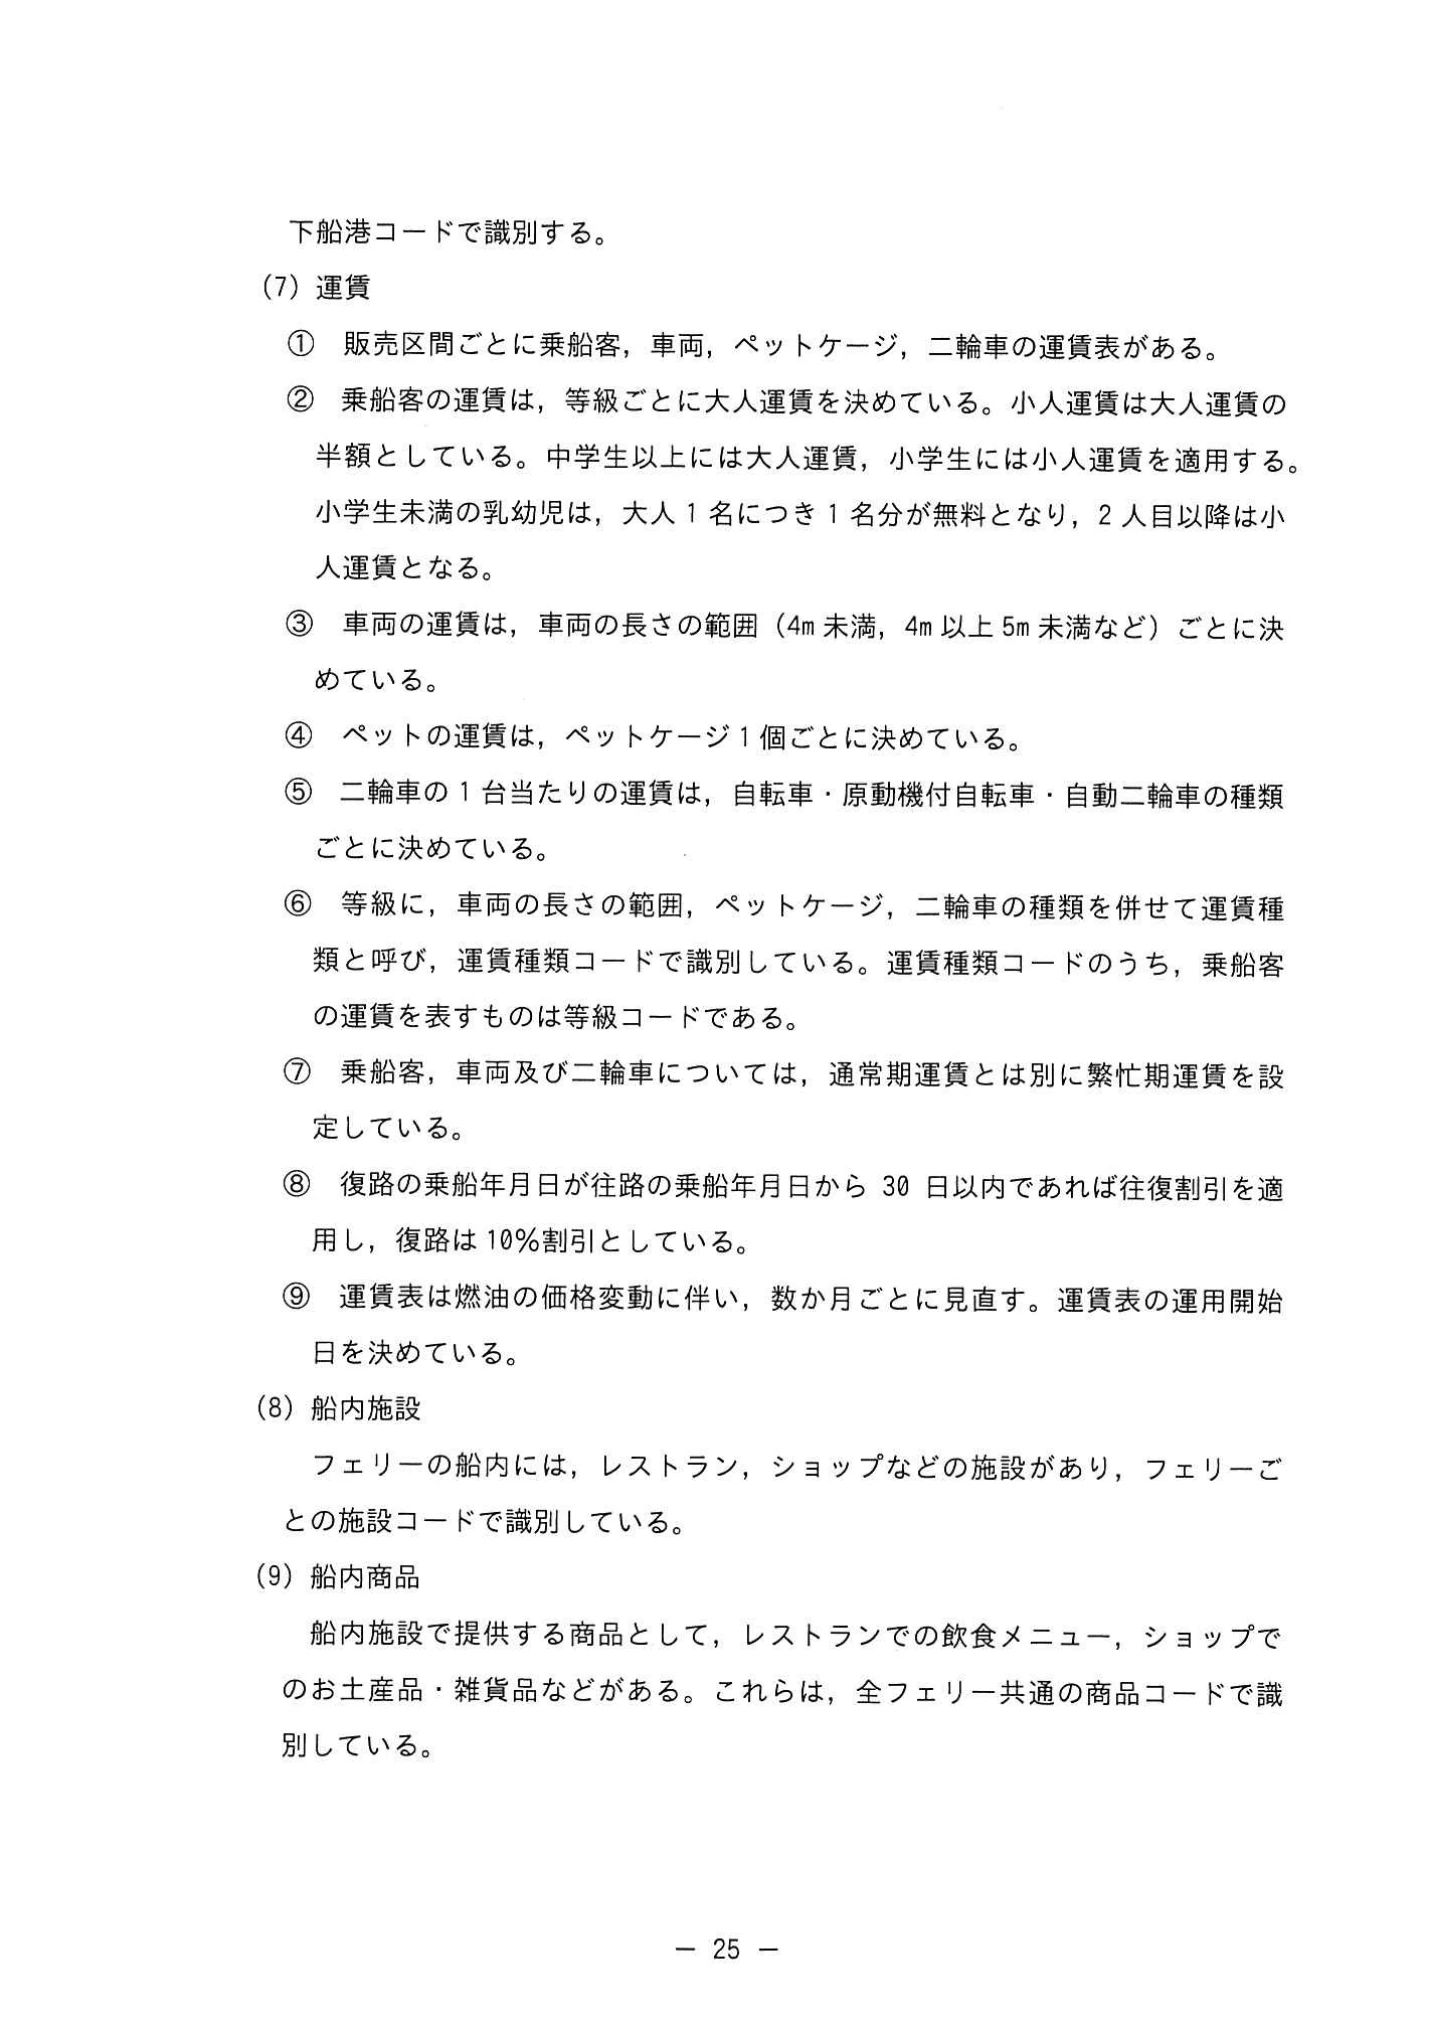 下船港コードで識別する。
(7) 運賃
① 販売区間ごとに乗船客，車両，ペットケージ，二輪車の運賃表がある。
② 乗船客の運賃は，等級ごとに大人運賃を決めている。小人運賃は大人運賃の
半額としている。中学生以上には大人運賃，小学生には小人運賃を適用する。
小学生未満の乳幼児は，大人 1 名につき 1 名分が無料となり，2 人目以降は小
人運賃となる。
③ 車両の運賃は，車両の長さの範囲（4m 未満，4m 以上 5m 未満など）ごとに決
めている。
④ ペットの運賃は，ペットケージ 1 個ごとに決めている。
⑤ 二輪車の 1 台当たりの運賃は，自転車・原動機付自転車・自動二輪車の種類
ごとに決めている。
⑥ 等級に，車両の長さの範囲，ペットケージ，二輪車の種類を併せて運賃種
類と呼び，運賃種類コードで識別している。運賃種類コードのうち，乗船客
の運賃を表すものは等級コードである。
⑦ 乗船客，車両及び二輪車については，通常期運賃とは別に繁忙期運賃を設
定している。
⑧ 復路の乗船年月日が往路の乗船年月日から 30 日以内であれば往復割引を適
用し，復路は 10％割引としている。
⑨ 運賃表は燃油の価格変動に伴い，数か月ごとに見直す。運賃表の運用開始
日を決めている。
(8) 船内施設
フェリーの船内には，レストラン，ショップなどの施設があり，フェリーご
との施設コードで識別している。
(9) 船内商品
船内施設で提供する商品として，レストランでの飲食メニュー，ショップで
のお土産品・雑貨品などがある。これらは，全フェリー共通の商品コードで識
別している。
－ 25 －